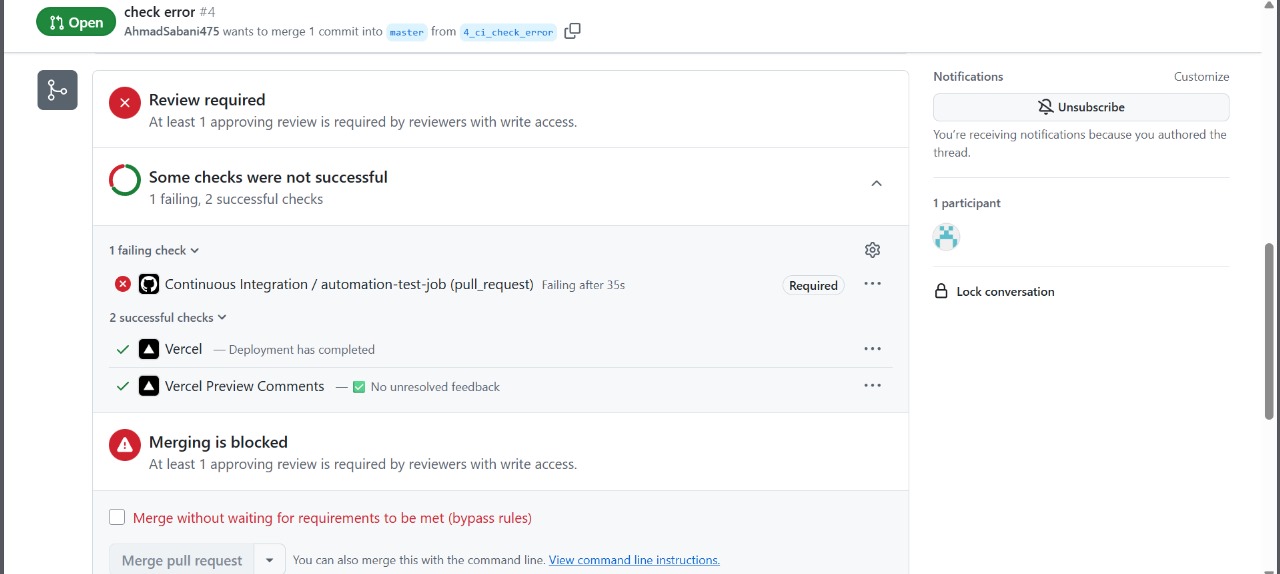 Open
check error #4
AhmadSabani475 wants to merge 1 commit into master from 4_ci_check_error
Review required
At least 1 approving review is required by reviewers with write access.
Some checks were not successful
1 failing, 2 successful checks
1 failing check
Continuous Integration / automation-test-job (pull_request) Failing after 35s
Required
2 successful checks
Vercel — Deployment has completed
Vercel Preview Comments — ✅ No unresolved feedback
Merging is blocked
At least 1 approving review is required by reviewers with write access.
Merge without waiting for requirements to be met (bypass rules)
Merge pull request
You can also merge this with the command line. View command line instructions.
Notifications
Customize
Unsubscribe
You're receiving notifications because you authored the
thread.
1 participant
Lock conversation